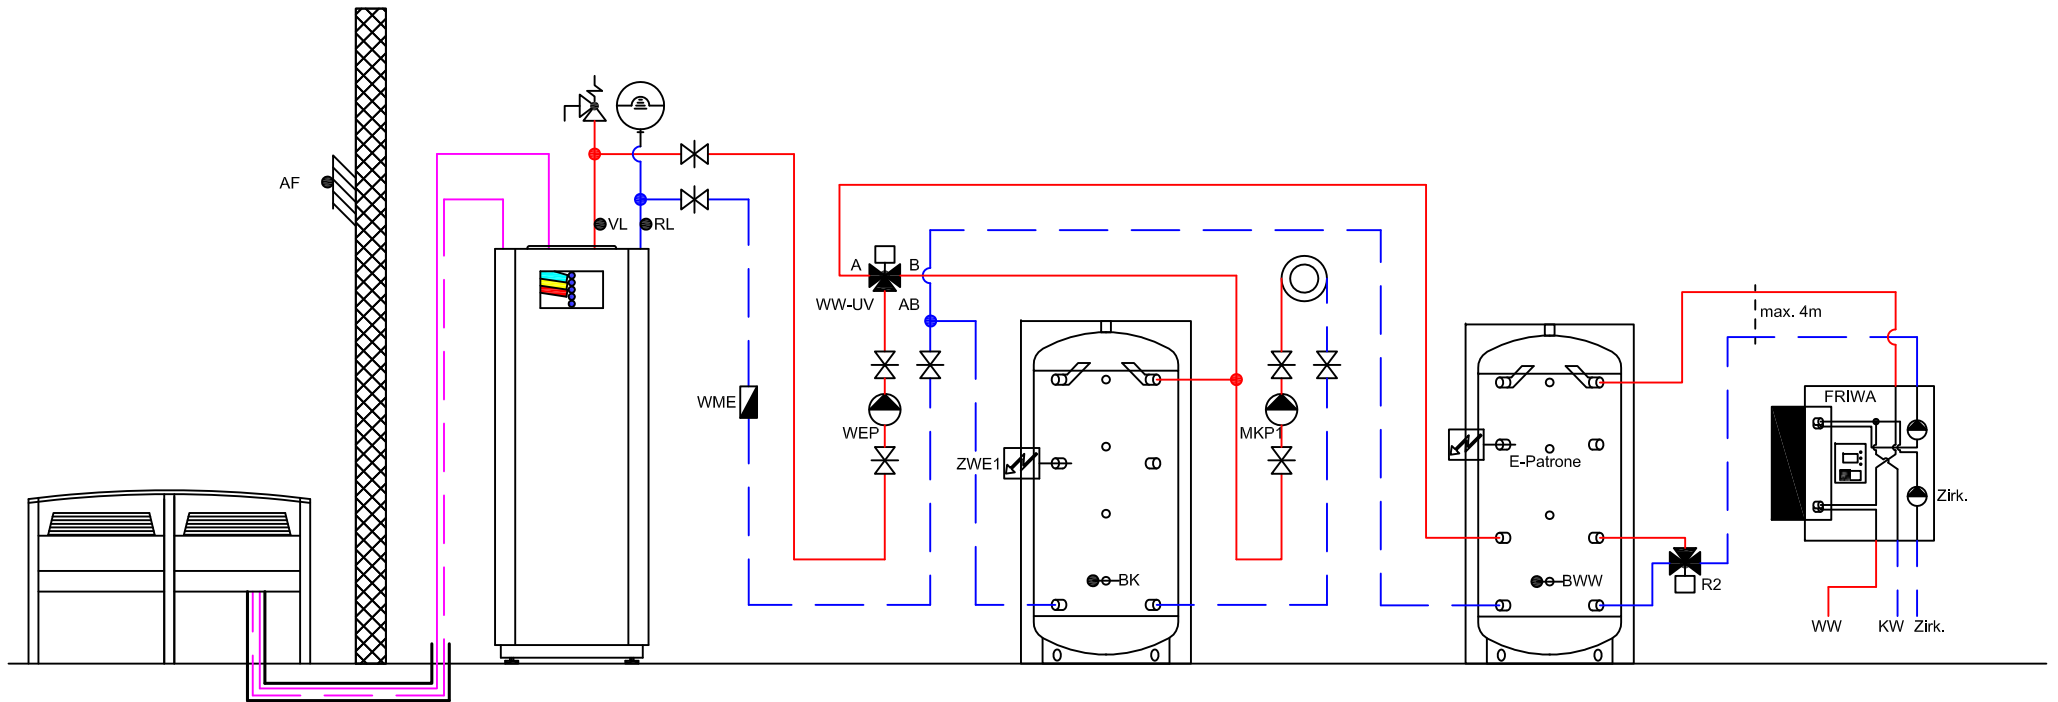 AF
VL
RL
A
B
WW-UV
AB
max. 4m
FRIWA
WME
WEP
MKP1
ZWE1
E-Patrone
Zirk.
BK
BWW
R2
WW
KW
Zirk.